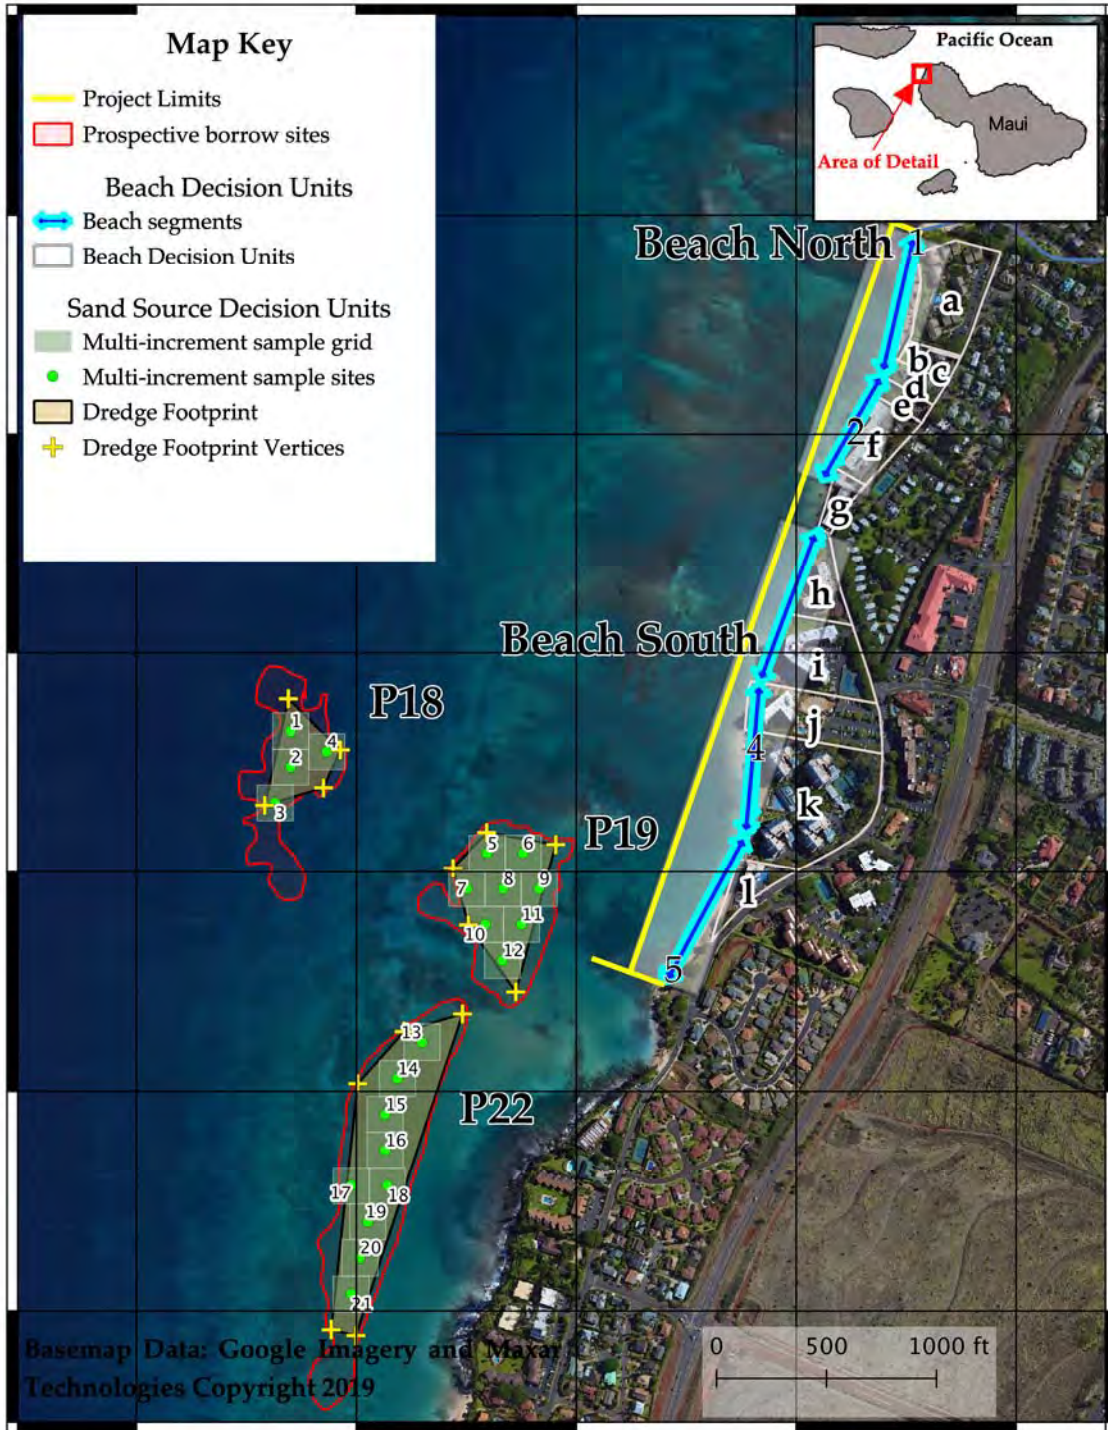 Map Key
Project Limits
Prospective borrow sites
Beach Decision Units
Beach segments
Beach Decision Units
Sand Source Decision Units
Multi-increment sample grid
Multi-increment sample sites
Dredge Footprint
Dredge Footprint Vertices
Pacific Ocean
Maui
Area of Detail
Beach North
1
a
b
c
d
e
2
f
g
h
Beach South
i
j
4
k
l
5
P18
1
4
2
3
P19
5
6
7
8
9
10
11
12
P22
13
14
15
16
17
18
19
20
21
Basemap Data: Google Imagery and Maxar
Technologies Copyright 2019
0 500 1000 ft